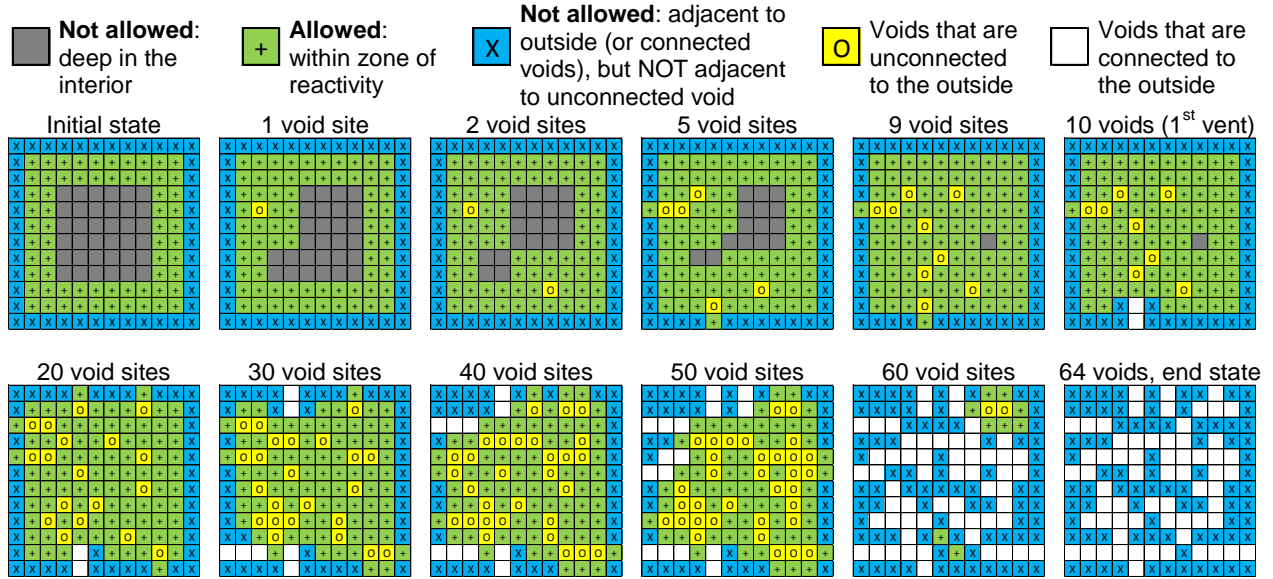 Not allowed:
deep in the
interior
+
Allowed:
within zone of
reactivity
X
Not allowed: adjacent to
outside (or connected
voids), but NOT adjacent
to unconnected void
O
Voids that are
unconnected
to the outside
Voids that are
connected to
the outside
Initial state
1 void site
2 void sites
5 void sites
9 void sites
10 voids (1st vent)
20 void sites
30 void sites
40 void sites
50 void sites
60 void sites
64 voids, end state